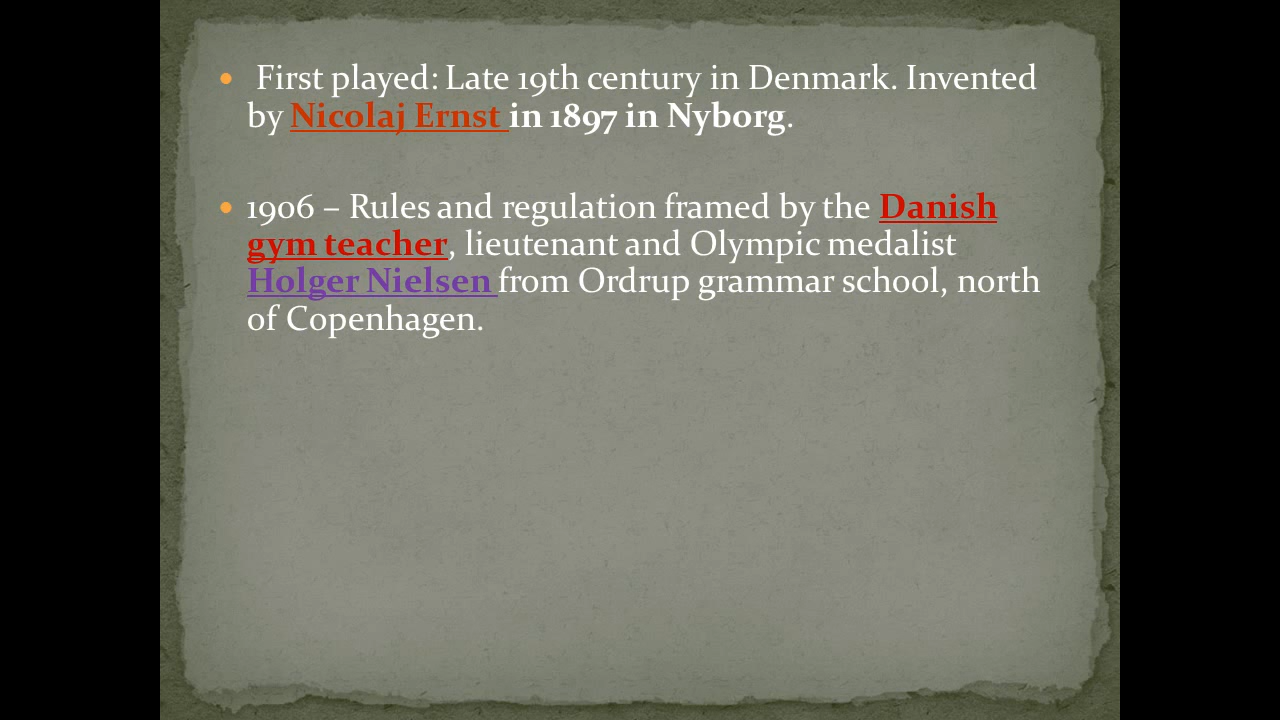 • First played: Late 19th century in Denmark. Invented
by Nicolaj Ernst in 1897 in Nyborg.
• 1906 – Rules and regulation framed by the Danish
gym teacher, lieutenant and Olympic medalist
Holger Nielsen from Ordrup grammar school, north
of Copenhagen.